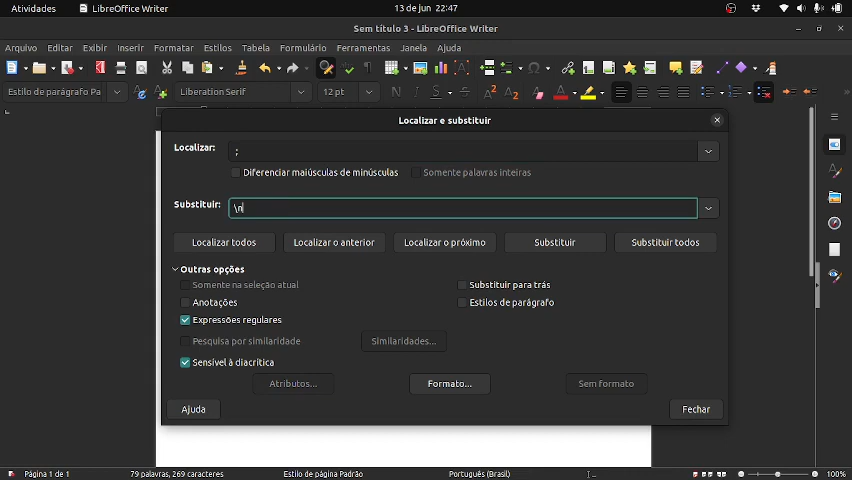 Atividades LibreOffice Writer 13 de jun 22:47
Sem título 3 - LibreOffice Writer
Arquivo Editar Exibir Inserir Formatar Estilos Tabela Formulário Ferramentas Janela Ajuda
Estilo de parágrafo Pa Liberation Serif 12 pt
Localizar e substituir
Localizar: ;
Diferenciar maiúsculas de minúsculas Somente palavras inteiras
Substituir: \n
Localizar todos Localizar o anterior Localizar o próximo Substituir Substituir todos
Outras opções
Somente na seleção atual Substituir para trás
Anotações Estilos de parágrafo
Expressões regulares
Pesquisa por similaridade Similaridades...
Sensível à diacrítica
Atributos... Formato... Sem formato
Ajuda Fechar
Página 1 de 1 79 palavras, 269 caracteres Estilo de página Padrão Português (Brasil) 100%